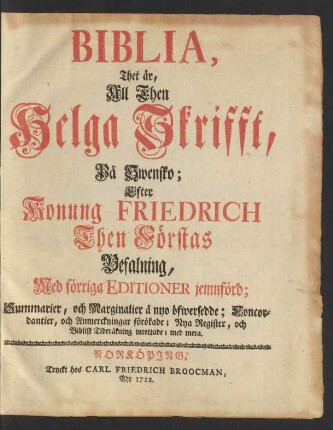 BIBLIA,
Thet är,
All Then
Helga Skrifft,
På Swensko;
Efter
Konung FRIEDRICH
Then Förstas
Befalning,
Med förriga EDITIONER jemnförd;
Summarier, och Marginalier å nyo öfwersedde; Concor-
dantier, och Anmerckningar förökade; Nya Register, och
Biblisk Tideräkning inrettade; med mera.
NORKÖPING,
Tryckt hos CARL FRIEDRICH BROOCMAN,
Åhr 1728.